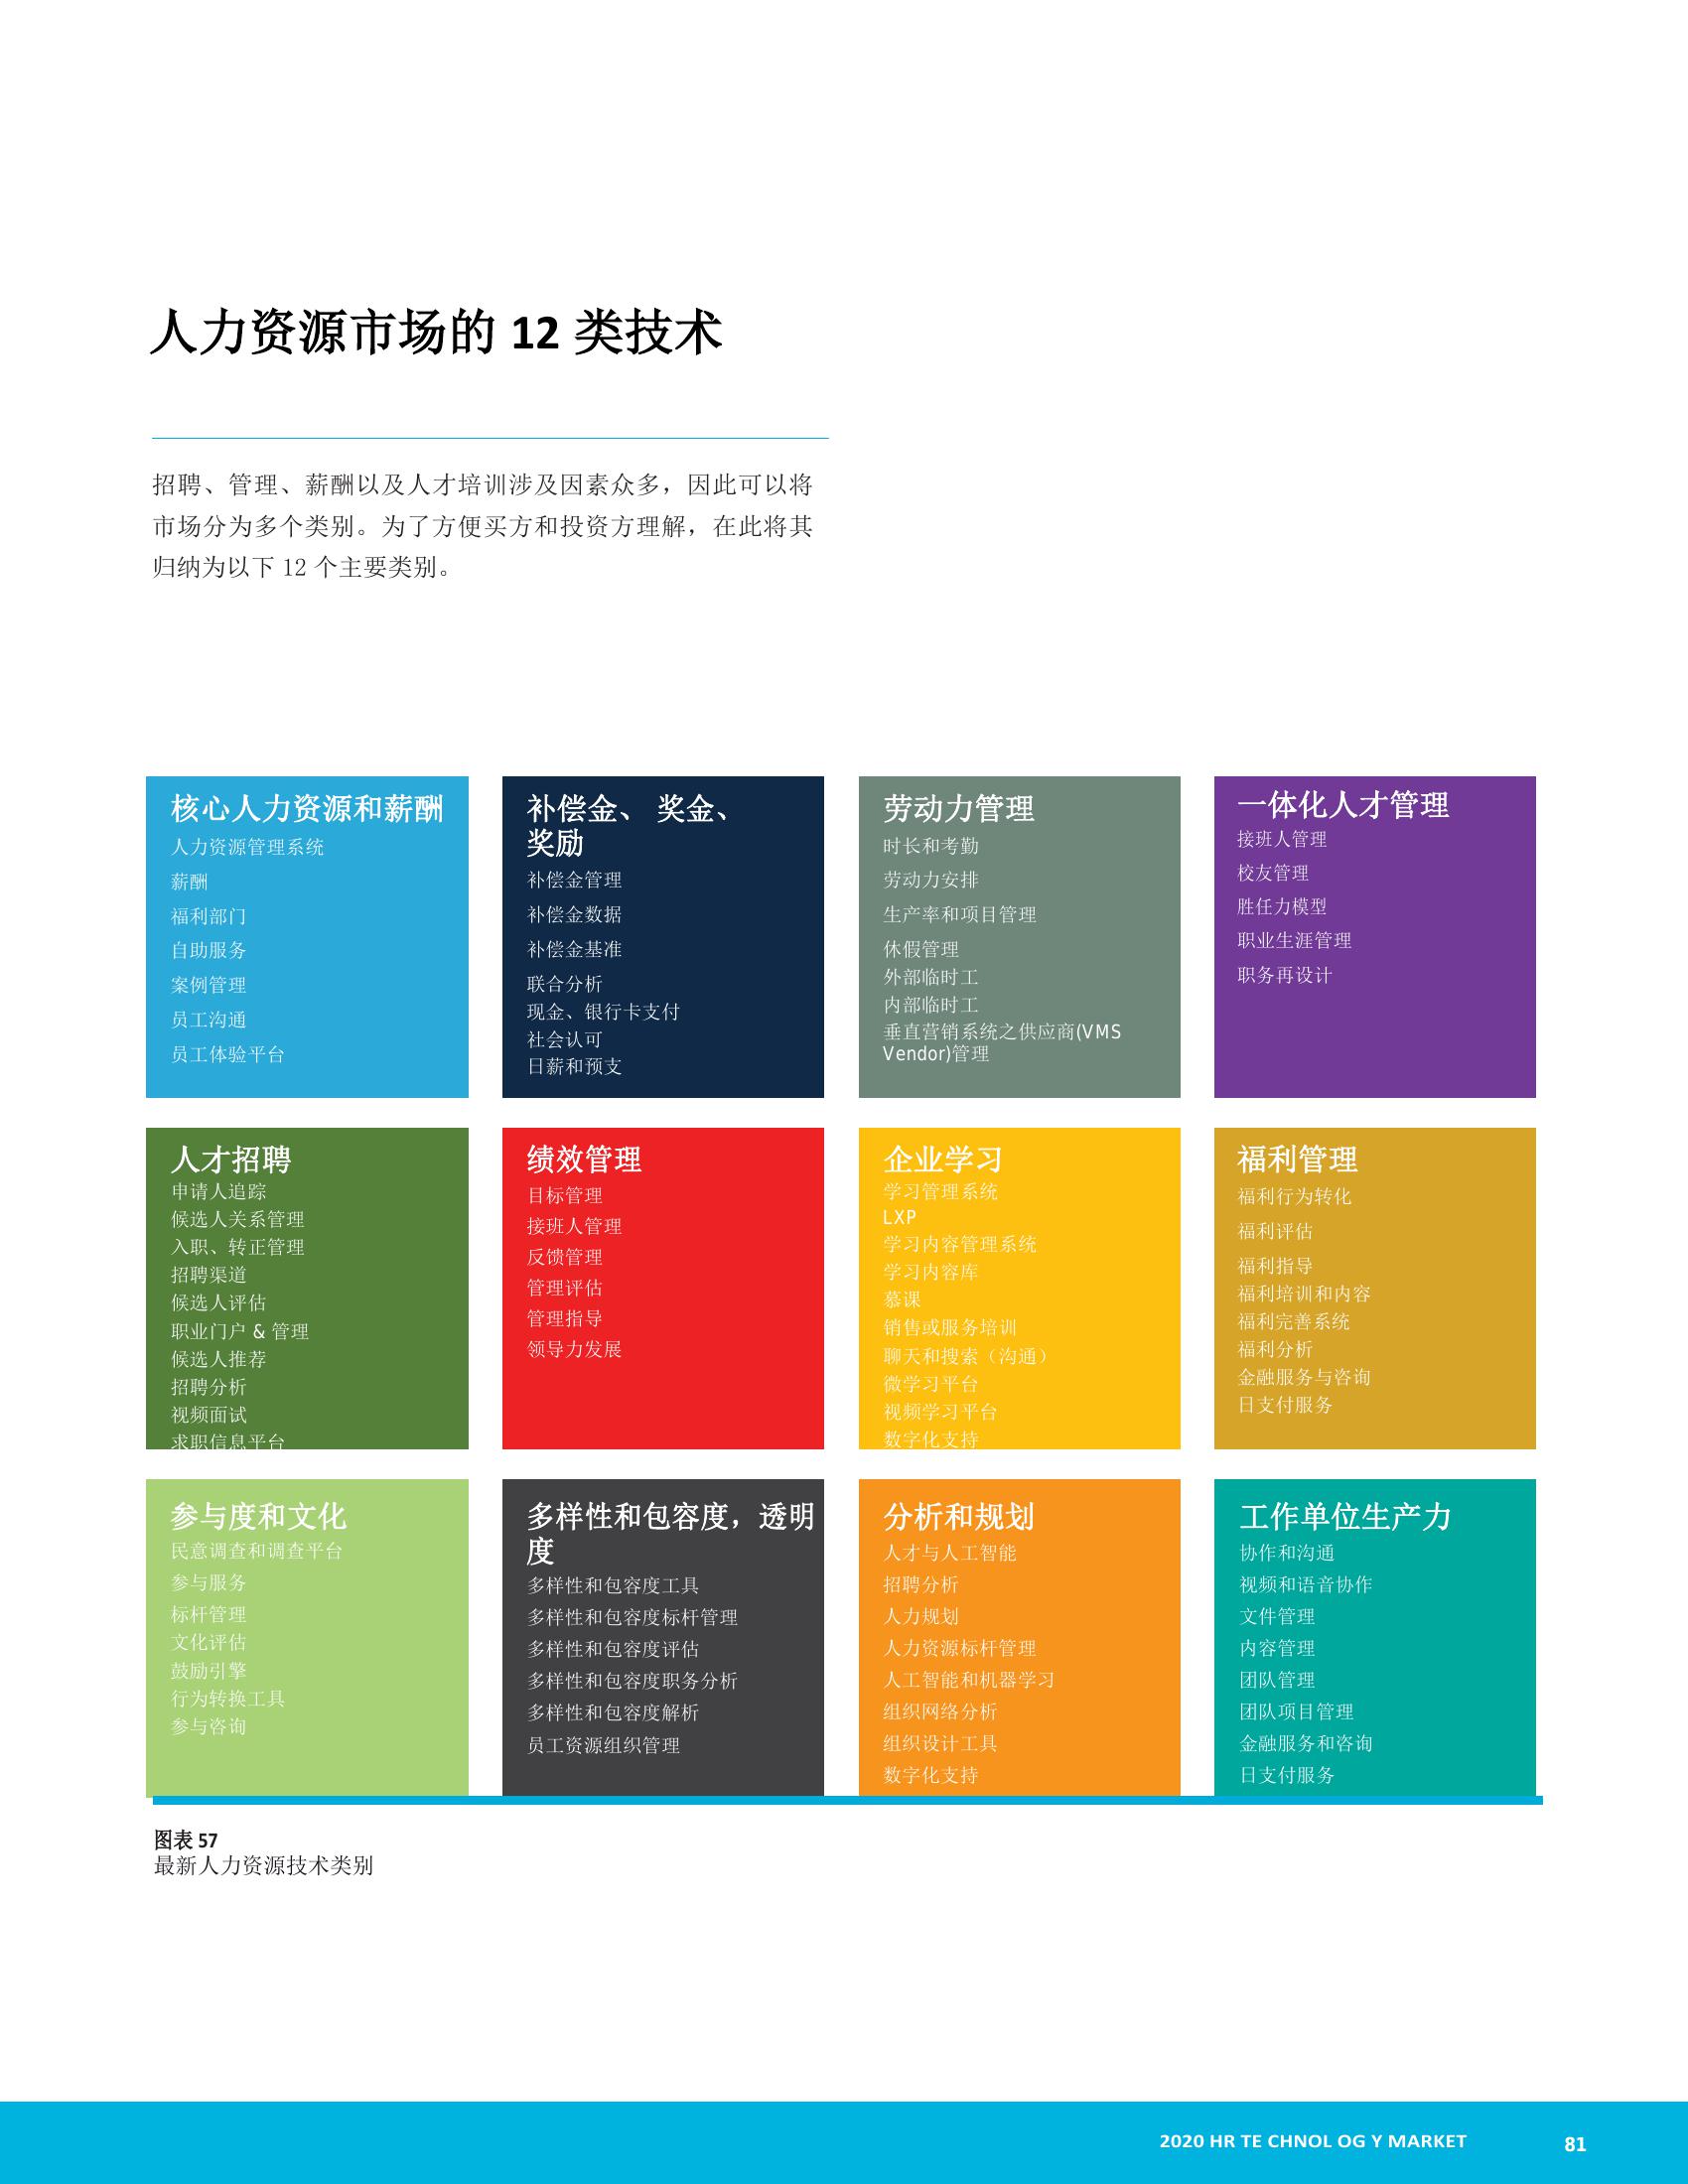 人力资源市场的 12 类技术
招聘、管理、薪酬以及人才培训涉及因素众多，因此可以将
市场分为多个类别。为了方便买方和投资方理解，在此将其
归纳为以下 12 个主要类别。
核心人力资源和薪酬
人力资源管理系统
薪酬
福利部门
自助服务
案例管理
员工沟通
员工体验平台
补偿金、 奖金、
奖励
补偿金管理
补偿金数据
补偿金基准
联合分析
现金、银行卡支付
社会认可
日薪和预支
劳动力管理
时长和考勤
劳动力安排
生产率和项目管理
休假管理
外部临时工
内部临时工
垂直营销系统之供应商(VMS
Vendor)管理
一体化人才管理
接班人管理
校友管理
胜任力模型
职业生涯管理
职务再设计
人才招聘
申请人追踪
候选人关系管理
入职、转正管理
招聘渠道
候选人评估
职业门户 & 管理
候选人推荐
招聘分析
视频面试
求职信息平台
绩效管理
目标管理
接班人管理
反馈管理
管理评估
管理指导
领导力发展
企业学习
学习管理系统
LXP
学习内容管理系统
学习内容库
慕课
销售或服务培训
聊天和搜索（沟通）
微学习平台
视频学习平台
数字化支持
福利管理
福利行为转化
福利评估
福利指导
福利培训和内容
福利完善系统
福利分析
金融服务与咨询
日支付服务
参与度和文化
民意调查和调查平台
参与服务
标杆管理
文化评估
鼓励引擎
行为转换工具
参与咨询
多样性和包容度，透明
度
多样性和包容度工具
多样性和包容度标杆管理
多样性和包容度评估
多样性和包容度职务分析
多样性和包容度解析
员工资源组织管理
分析和规划
人才与人工智能
招聘分析
人力规划
人力资源标杆管理
人工智能和机器学习
组织网络分析
组织设计工具
数字化支持
工作单位生产力
协作和沟通
视频和语音协作
文件管理
内容管理
团队管理
团队项目管理
金融服务和咨询
日支付服务
图表 57
最新人力资源技术类别
2020 HR TE CHNOL OG Y MARKET
81